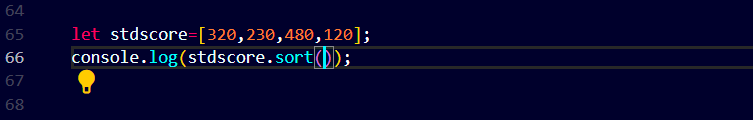 64
65 let stdscore=[320,230,480,120];
66 console.log(stdscore.sort());
67
68